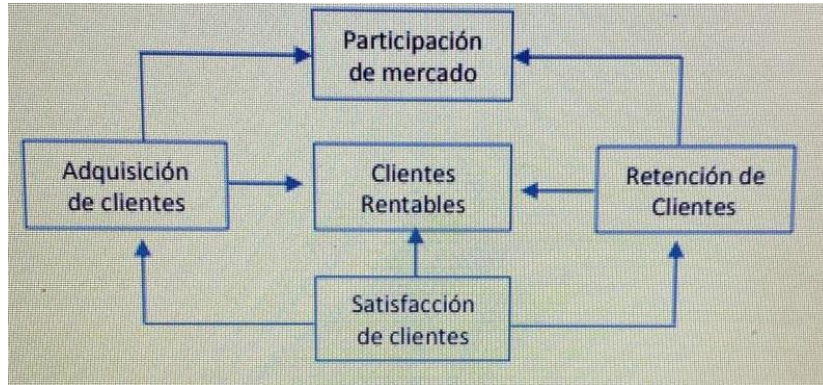 Participación
de mercado
Adquisición
de clientes
Clientes
Rentables
Retención de
Clientes
Satisfacción
de clientes